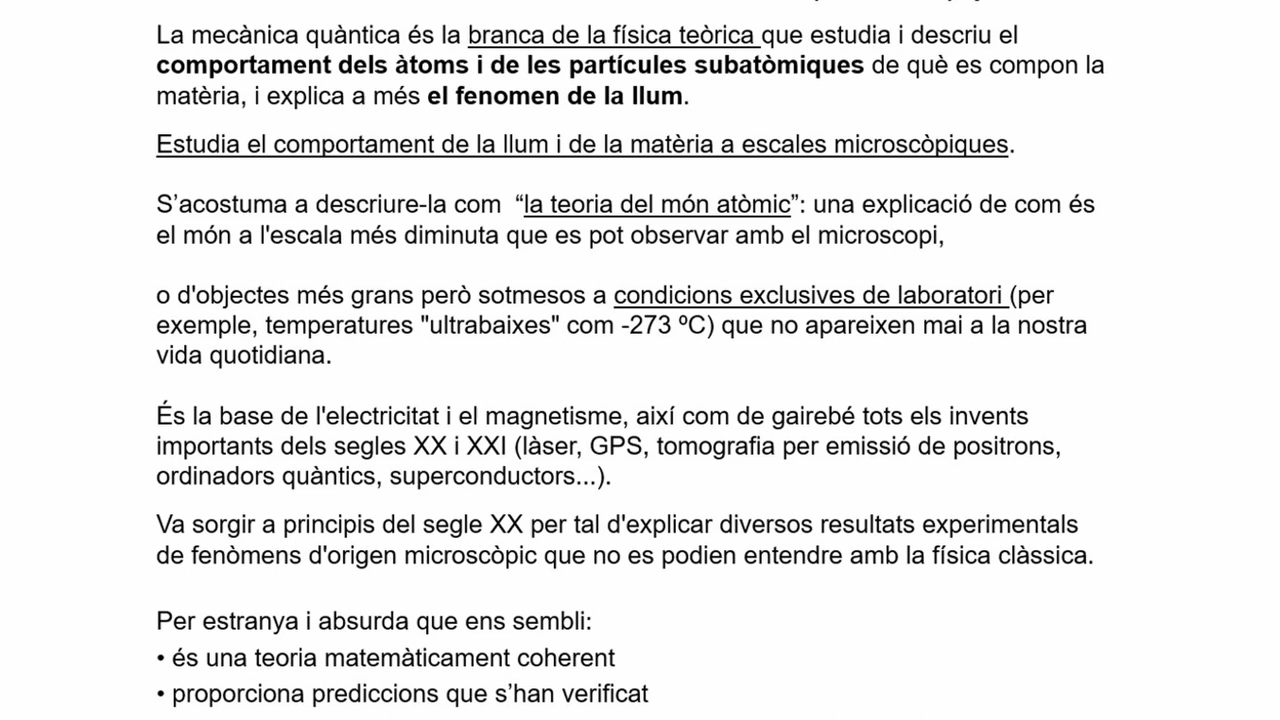 La mecànica quàntica és la branca de la física teòrica que estudia i descriu el
comportament dels àtoms i de les partícules subatòmiques de què es compon la
matèria, i explica a més el fenomen de la llum.
Estudia el comportament de la llum i de la matèria a escales microscòpiques.
S’acostuma a descriure-la com “la teoria del món atòmic”: una explicació de com és
el món a l'escala més diminuta que es pot observar amb el microscopi,
o d'objectes més grans però sotmesos a condicions exclusives de laboratori (per
exemple, temperatures "ultrabaixes" com -273 ºC) que no apareixen mai a la nostra
vida quotidiana.
És la base de l'electricitat i el magnetisme, així com de gairebé tots els invents
importants dels segles XX i XXI (làser, GPS, tomografia per emissió de positrons,
ordinadors quàntics, superconductors...).
Va sorgir a principis del segle XX per tal d'explicar diversos resultats experimentals
de fenòmens d'origen microscòpic que no es podien entendre amb la física clàssica.
Per estranya i absurda que ens sembli:
• és una teoria matemàticament coherent
• proporciona prediccions que s’han verificat